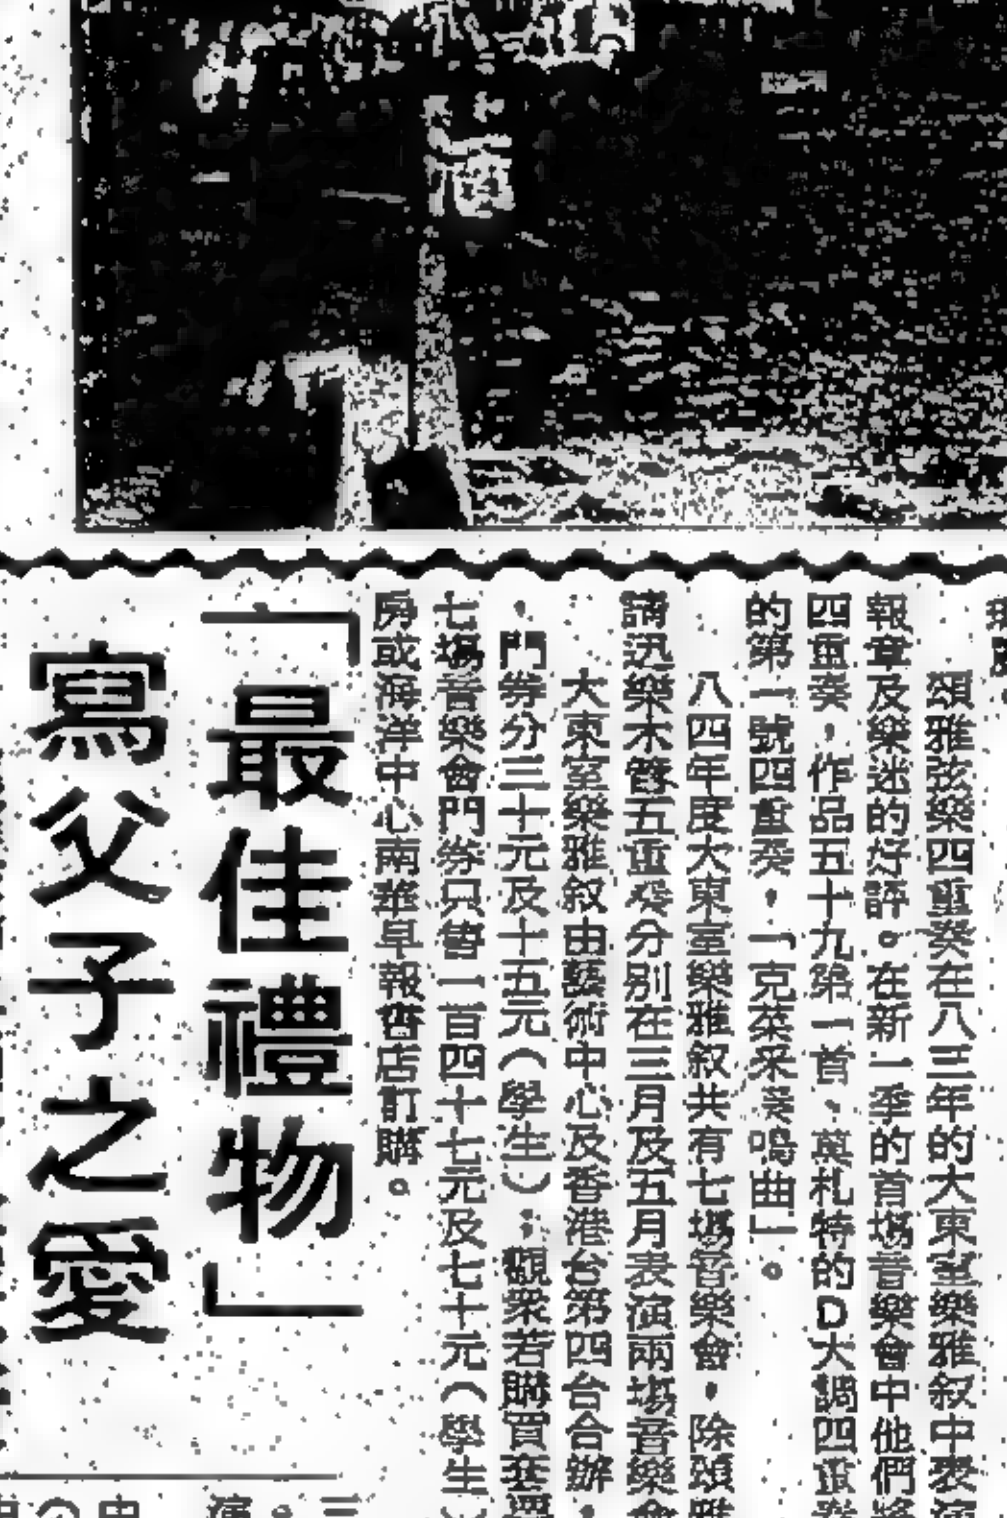 頌雅弦樂四重奏在八三年的大東室樂雅叙中表演
報章及樂迷的好評。在新一季的首場音樂會中他們將
四重奏,作品五十九第一首、莫札特的D大調四重奏
的第一號四重奏,「克萊采奏鳴曲」。
八四年度大東室樂雅叙共有七場音樂會,除頌雅
請迅樂木管五重奏分別在三月及五月表演兩場音樂會
大東室樂雅叙由藝術中心及香港台第四台合辦,
,門券分三十元及十五元(學生);觀衆若購買套
七場音樂會門券只售一百四十七元及七十元(學生)
房或海洋中心南華早報書店訂購。
「最佳禮物」
寫父子之愛